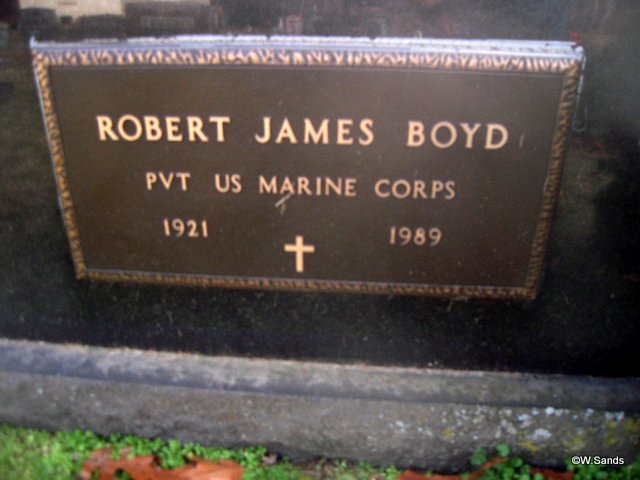 ROBERT JAMES BOYD
PVT US MARINE CORPS
1921 1989
©W.Sands